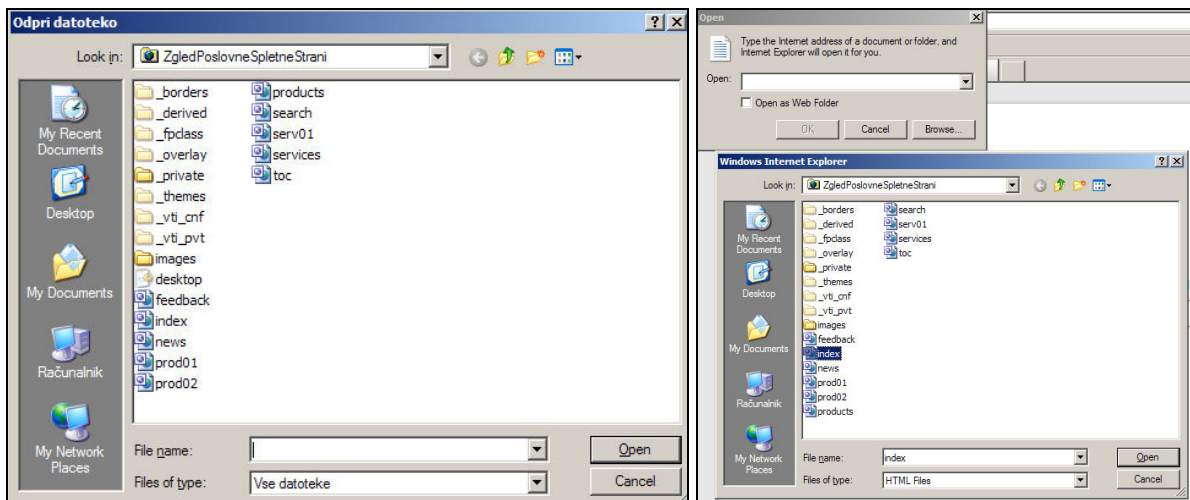 Odpri datoteko
Look in: ZgledPoslovneSpletneStrani
My Recent Documents
Desktop
My Documents
Računalnik
My Network Places
_borders
_derived
_fpclass
_overlay
_private
_themes
_vti_cnf
_vti_pvt
images
desktop
feedback
index
news
prod01
prod02
products
search
serv01
services
toc
File name:
Open
Files of type: Vse datoteke
Cancel
Open
Type the Internet address of a document or folder, and
Internet Explorer will open it for you.
Open:
Open as Web Folder
OK Cancel Browse...
Windows Internet Explorer
Look in: ZgledPoslovneSpletneStrani
My Recent Documents
Desktop
My Documents
Računalnik
My Network Places
_borders
_derived
_fpclass
_overlay
_private
_themes
_vti_cnf
_vti_pvt
images
feedback
index
news
prod01
prod02
products
search
serv01
services
toc
File name: index
Open
Files of type: HTML Files
Cancel